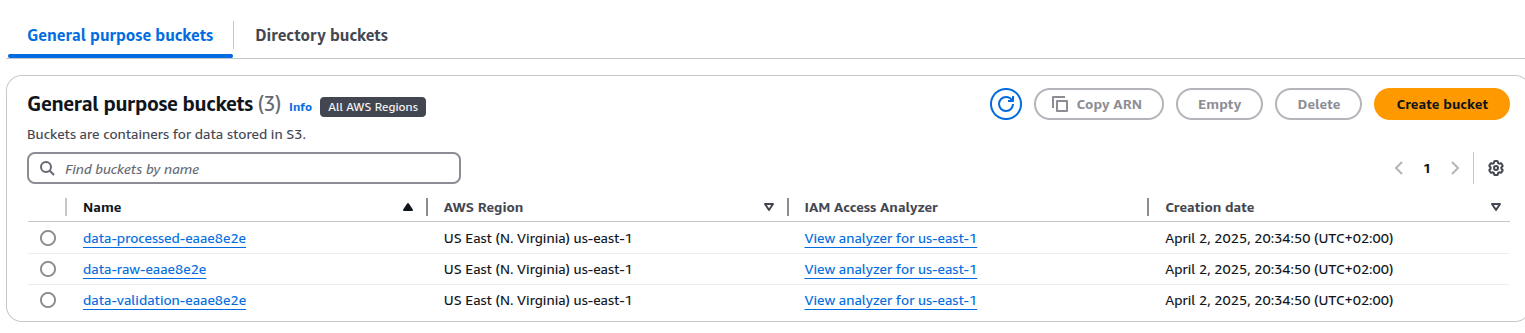 General purpose buckets Directory buckets
General purpose buckets (3) Info All AWS Regions Copy ARN Empty Delete Create bucket
Buckets are containers for data stored in S3.
Find buckets by name 1
Name AWS Region IAM Access Analyzer Creation date
data-processed-eaae8e2e US East (N. Virginia) us-east-1 View analyzer for us-east-1 April 2, 2025, 20:34:50 (UTC+02:00)
data-raw-eaae8e2e US East (N. Virginia) us-east-1 View analyzer for us-east-1 April 2, 2025, 20:34:50 (UTC+02:00)
data-validation-eaae8e2e US East (N. Virginia) us-east-1 View analyzer for us-east-1 April 2, 2025, 20:34:50 (UTC+02:00)